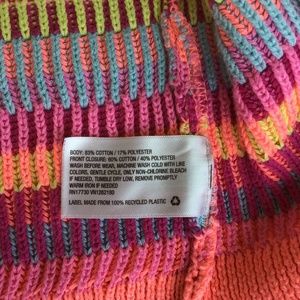 BODY: 83% COTTON / 17% POLYESTER
FRONT CLOSURE: 60% COTTON / 40% POLYESTER
WASH BEFORE WEAR, MACHINE WASH COLD WITH LIKE
COLORS, GENTLE CYCLE, ONLY NON-CHLORINE BLEACH
IF NEEDED, TUMBLE DRY LOW, REMOVE PROMPTLY
WARM IRON IF NEEDED
RN17730 VN1282180
LABEL MADE FROM 100% RECYCLED PLASTIC